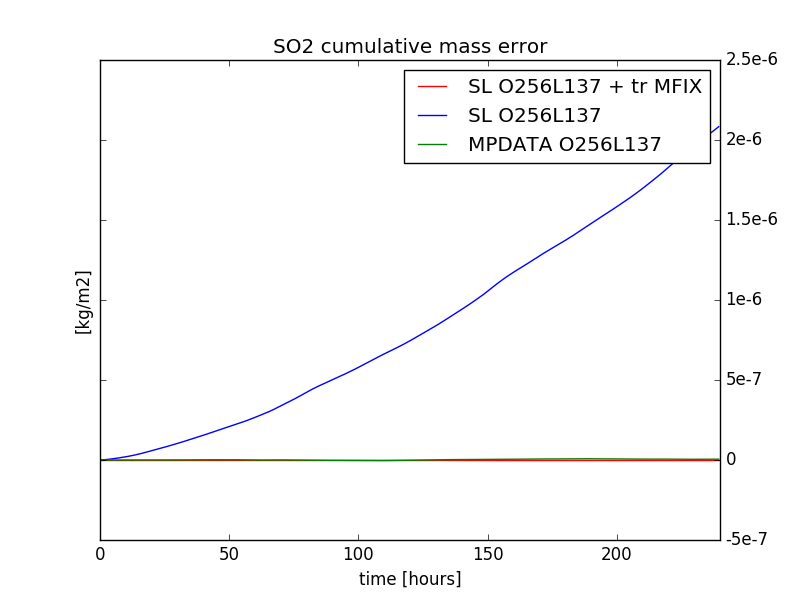 SO2 cumulative mass error
SL O256L137 + tr MFIX
SL O256L137
MPDATA O256L137
2.5e-6
2e-6
1.5e-6
1e-6
5e-7
0
-5e-7
[kg/m2]
0 50 100 150 200
time [hours]